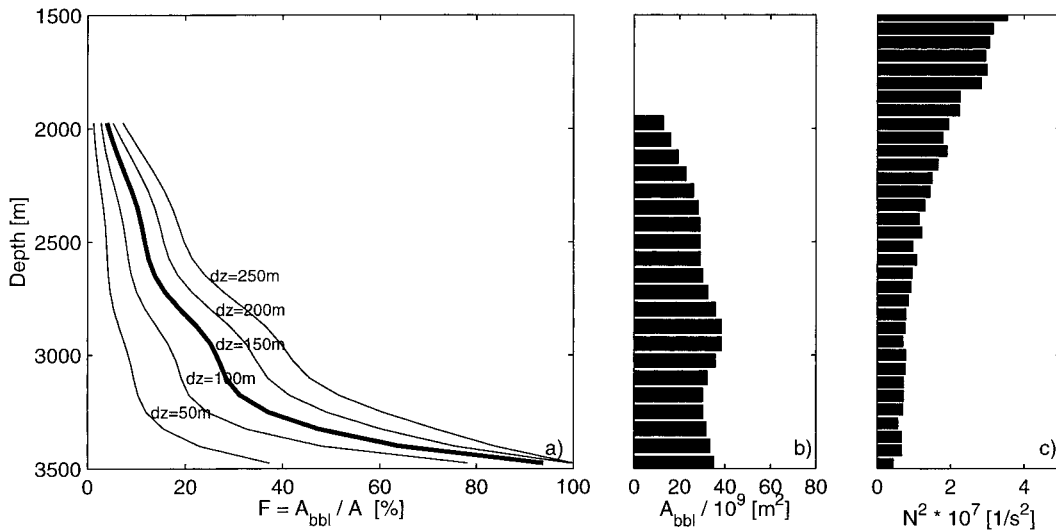 1500
2000
2500
3000
3500
Depth [m]
dz=250m
dz=200m
dz=150m
dz=100m
dz=50m
a)
0
20
40
60
80
100
F = A_bbl / A [%]
b)
0
20
40
60
80
A_bbl / 10^9 [m^2]
c)
0
2
4
N^2 * 10^7 [1/s^2]